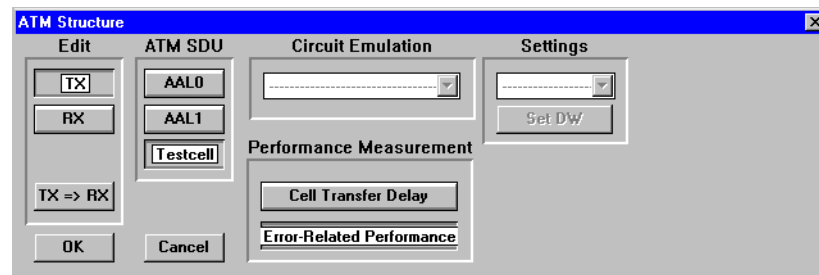 ATM Structure
Edit ATM SDU Circuit Emulation Settings
TX AAL0 -------------------------------- --------------------
RX AAL1 Set DW
Testcell Performance Measurement
TX => RX Cell Transfer Delay
OK Cancel Error-Related Performance